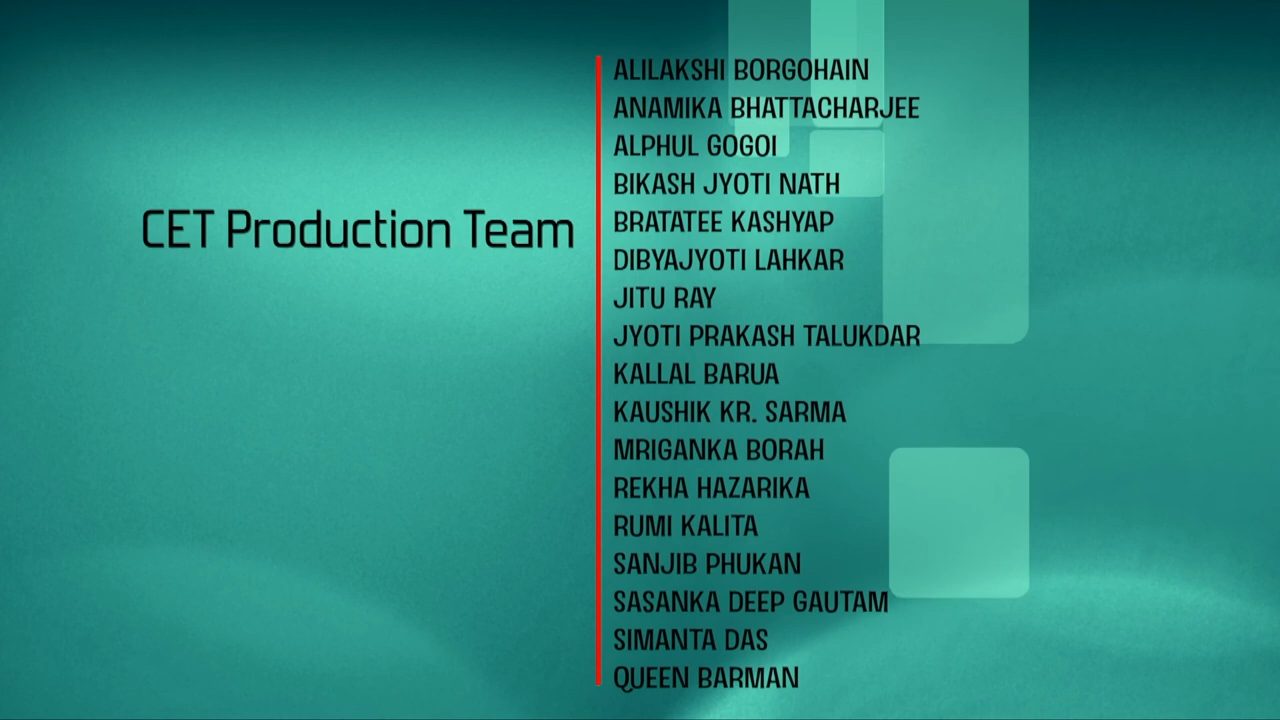 CET Production Team
ALILAKSHI BORGOHAIN
ANAMIKA BHATTACHARJEE
ALPHUL GOGOI
BIKASH JYOTI NATH
BRATATEE KASHYAP
DIBYAJYOTI LAHKAR
JITU RAY
JYOTI PRAKASH TALUKDAR
KALLAL BARUA
KAUSHIK KR. SARMA
MRIGANKA BORAH
REKHA HAZARIKA
RUMI KALITA
SANJIB PHUKAN
SASANKA DEEP GAUTAM
SIMANTA DAS
QUEEN BARMAN